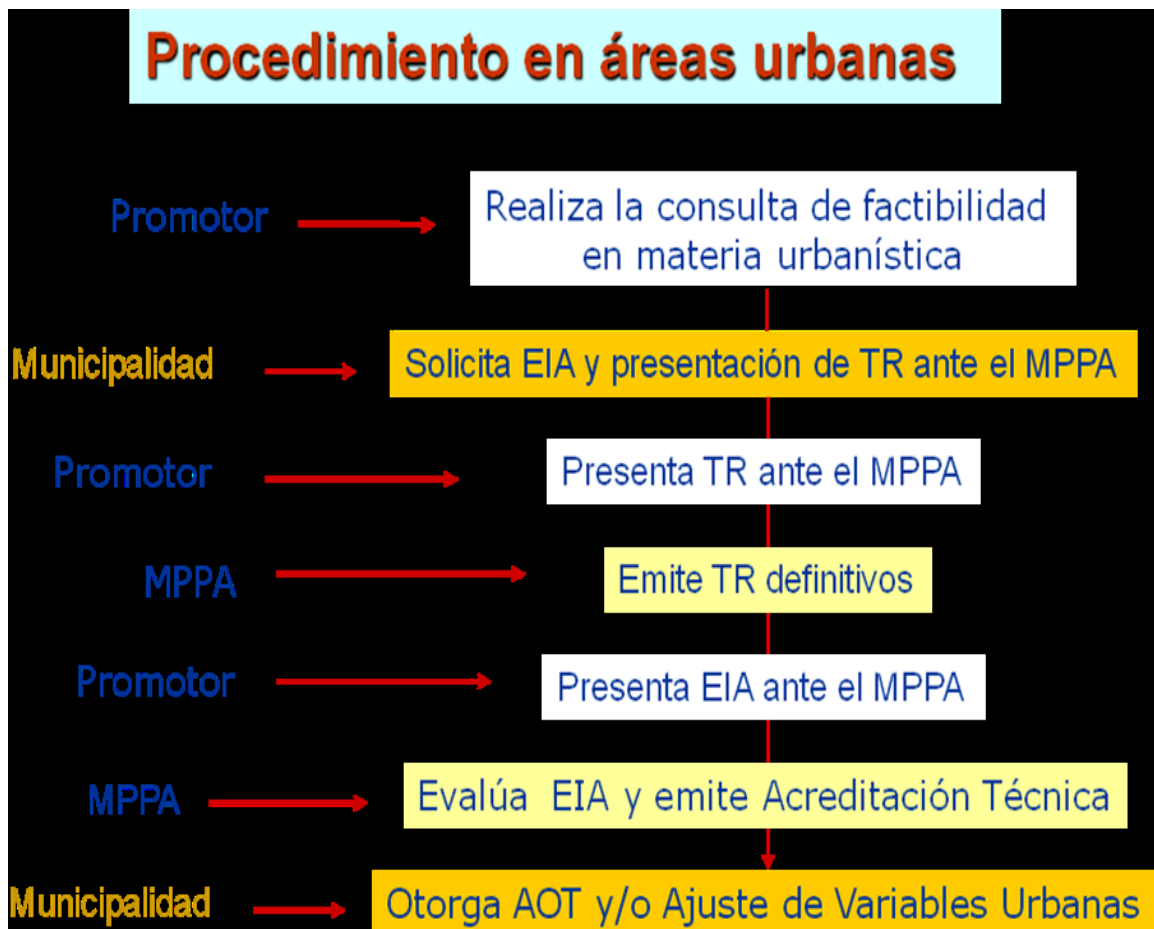 Procedimiento en áreas urbanas
Promotor
Realiza la consulta de factibilidad
en materia urbanística
Municipalidad
Solicita EIA y presentación de TR ante el MPPA
Promotor
Presenta TR ante el MPPA
MPPA
Emite TR definitivos
Promotor
Presenta EIA ante el MPPA
MPPA
Evalúa EIA y emite Acreditación Técnica
Municipalidad
Otorga AOT y/o Ajuste de Variables Urbanas